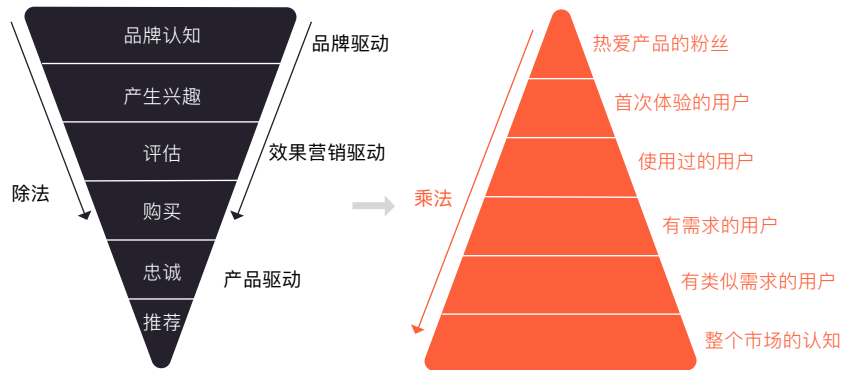 品牌认知
产生兴趣
评估
购买
忠诚
推荐
除法
品牌驱动
效果营销驱动
产品驱动
乘法
热爱产品的粉丝
首次体验的用户
使用过的用户
有需求的用户
有类似需求的用户
整个市场的认知